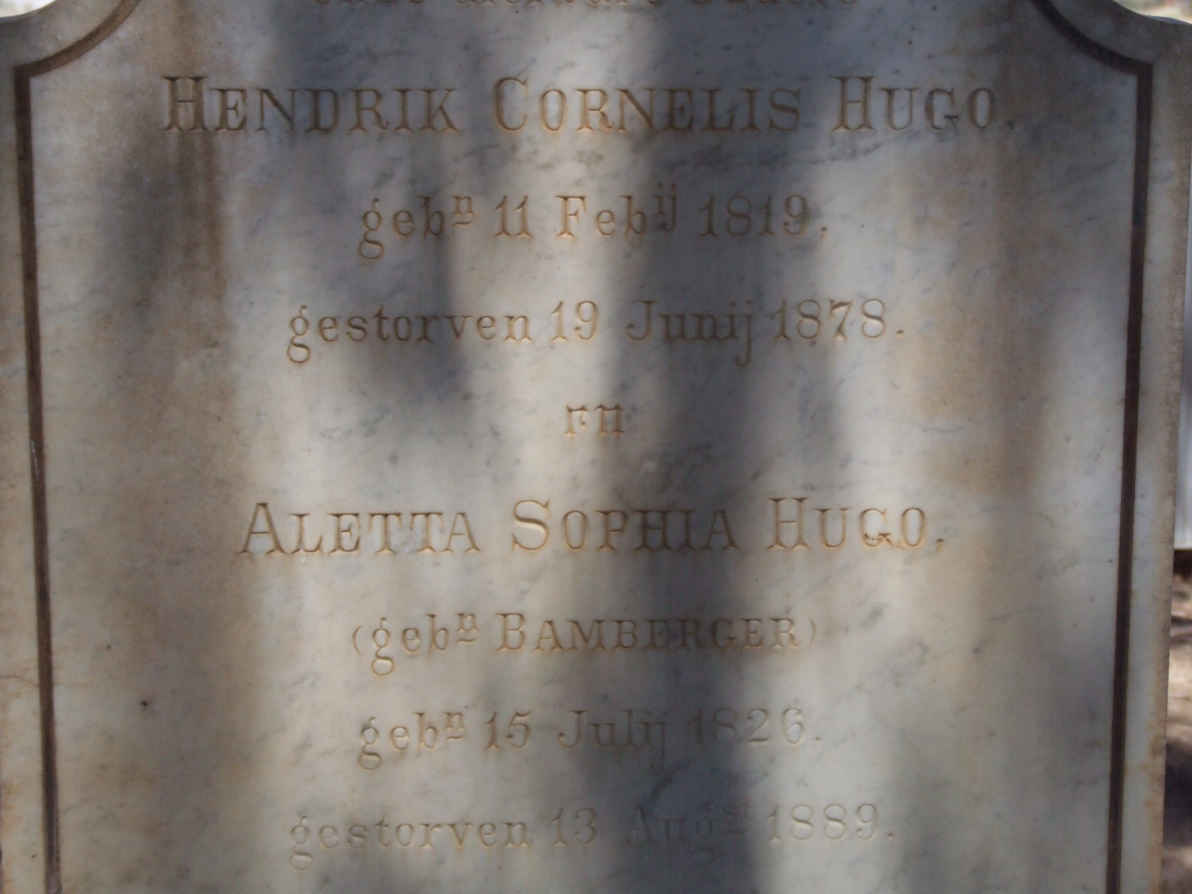 HENDRIK CORNELIS HUGO.
gebn 11 Febij 1819.
gestorven 19 Junij 1878.
en
ALETTA SOPHIA HUGO.
(gebn BAMBERGER)
gebn 15 Julij 1826.
gestorven 13 Augs 1889.